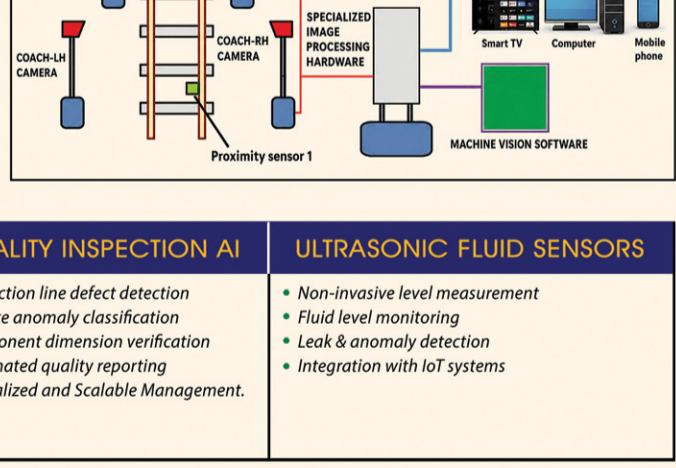 COACH-LH
CAMERA
COACH-RH
CAMERA
SPECIALIZED
IMAGE
PROCESSING
HARDWARE
Smart TV
Computer
Mobile
phone
Proximity sensor 1
MACHINE VISION SOFTWARE
ALITY INSPECTION AI
ction line defect detection
e anomaly classification
onent dimension verification
nated quality reporting
alized and Scalable Management.
ULTRASONIC FLUID SENSORS
• Non-invasive level measurement
• Fluid level monitoring
• Leak & anomaly detection
• Integration with IoT systems